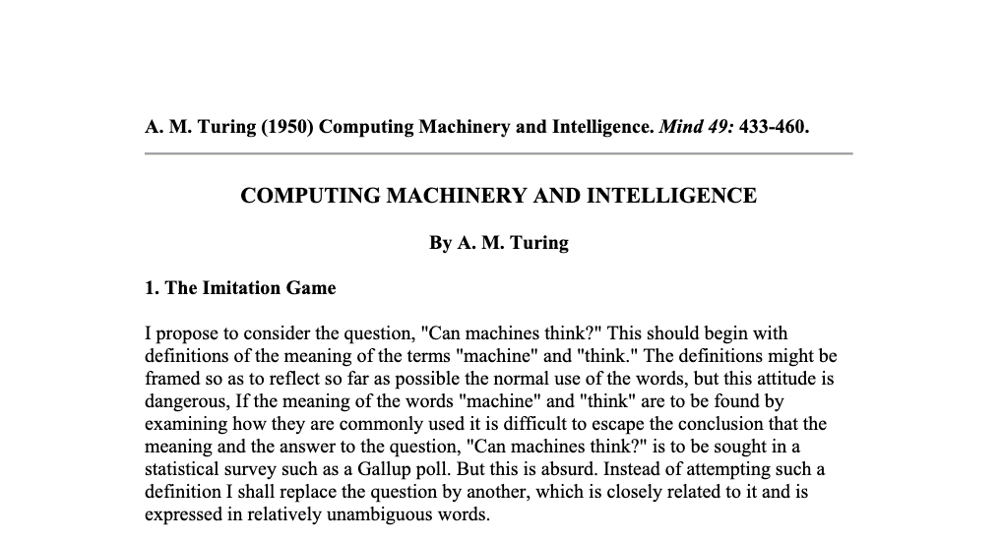 A. M. Turing (1950) Computing Machinery and Intelligence. Mind 49: 433-460.
COMPUTING MACHINERY AND INTELLIGENCE
By A. M. Turing
1. The Imitation Game
I propose to consider the question, "Can machines think?" This should begin with
definitions of the meaning of the terms "machine" and "think." The definitions might be
framed so as to reflect so far as possible the normal use of the words, but this attitude is
dangerous, If the meaning of the words "machine" and "think" are to be found by
examining how they are commonly used it is difficult to escape the conclusion that the
meaning and the answer to the question, "Can machines think?" is to be sought in a
statistical survey such as a Gallup poll. But this is absurd. Instead of attempting such a
definition I shall replace the question by another, which is closely related to it and is
expressed in relatively unambiguous words.